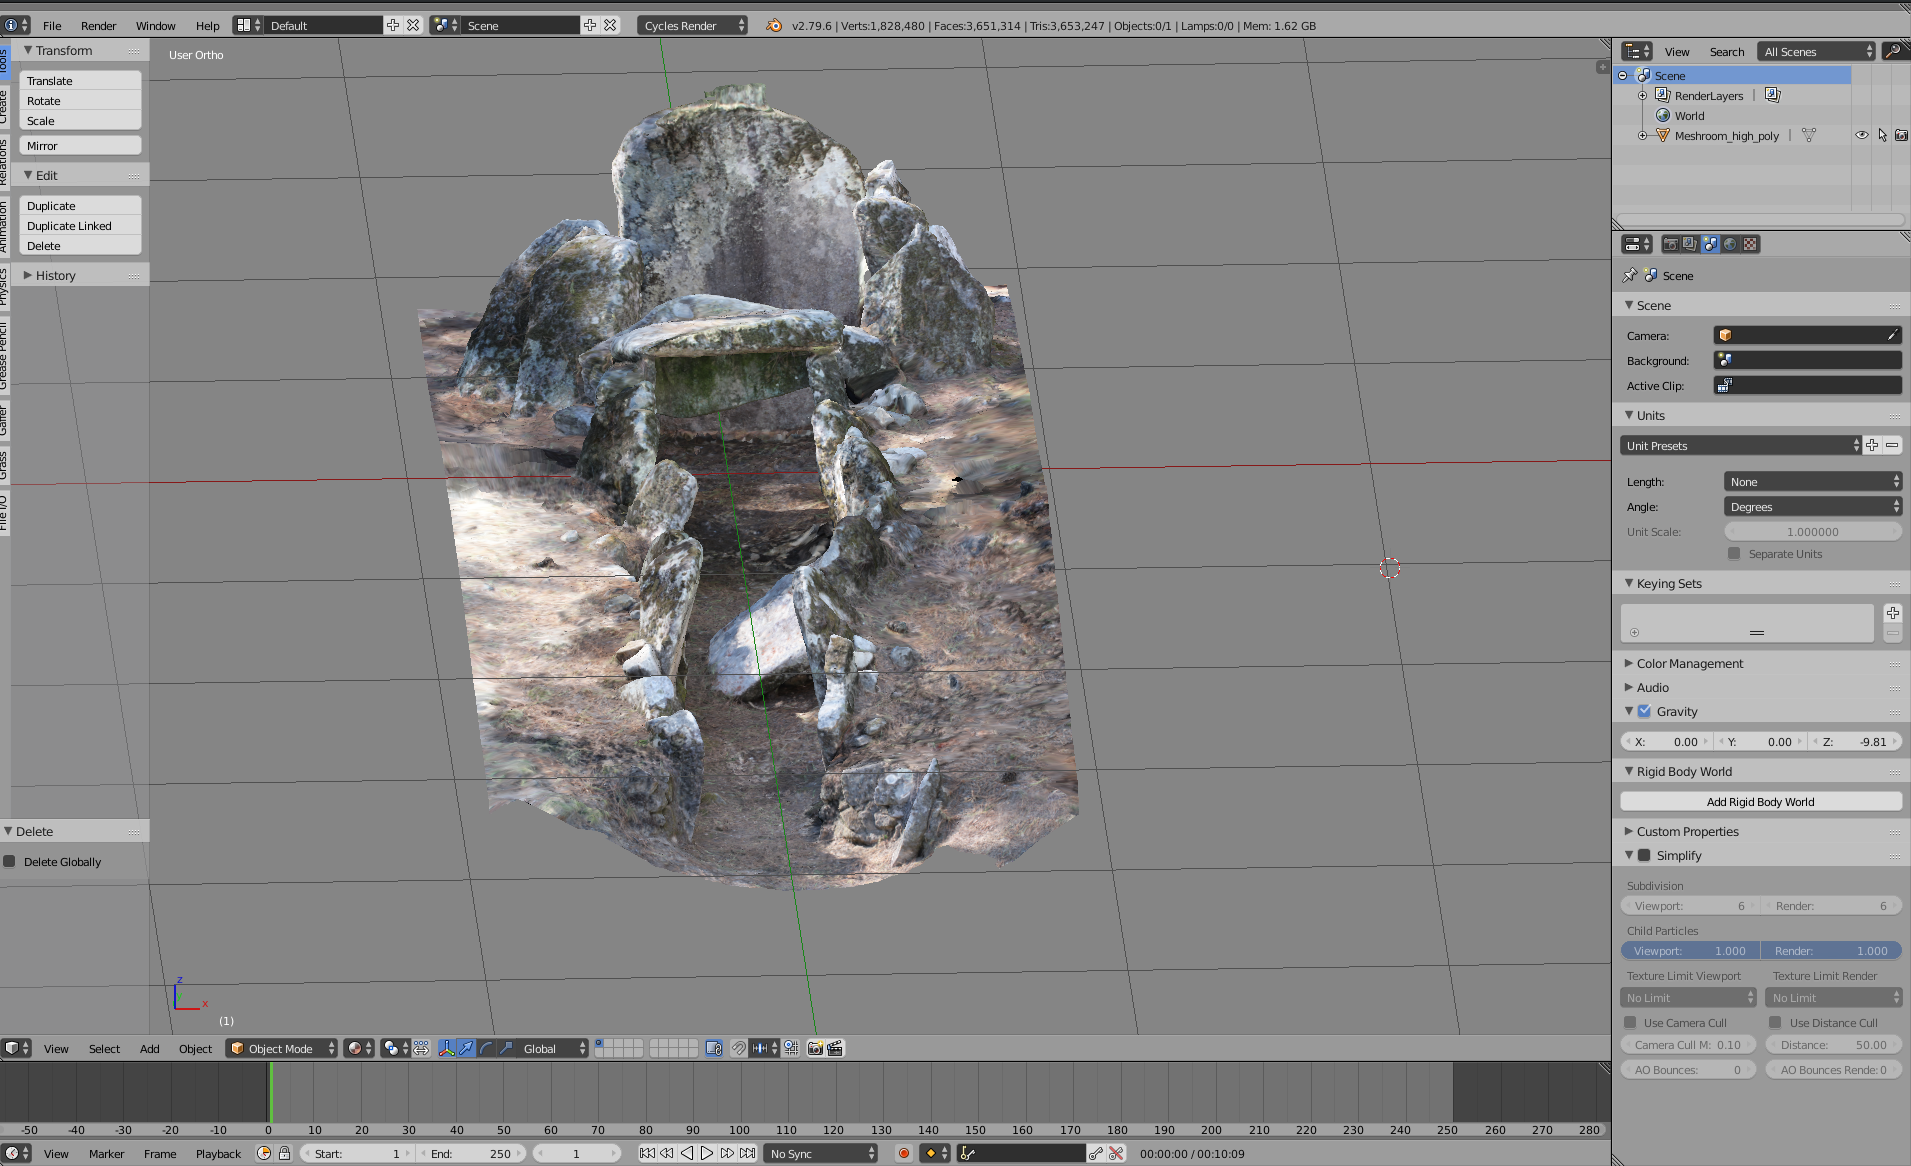 File Render Window Help Default Scene Cycles Render v2.79.6 | Verts:1,828,480 | Faces:3,651,314 | Tris:3,653,247 | Objects:0/1 | Lamps:0/0 | Mem: 1.62 GB
Tools
Create
Relations
Animation
Physics
Grease Pencil
Gaffer
Grass
File I/O
Transform
Translate
Rotate
Scale
Mirror
Edit
Duplicate
Duplicate Linked
Delete
History
Delete
Delete Globally
User Ortho
z
x
(1)
View Search All Scenes
Scene
RenderLayers |
World
Meshroom_high_poly |
Scene
Scene
Camera:
Background:
Active Clip:
Units
Unit Presets
Length: None
Angle: Degrees
Unit Scale: 1.000000
Separate Units
Keying Sets
Color Management
Audio
Gravity
X: 0.00 Y: 0.00 Z: -9.81
Rigid Body World
Add Rigid Body World
Custom Properties
Simplify
Subdivision
Viewport: 6 Render: 6
Child Particles
Viewport: 1.000 Render: 1.000
Texture Limit Viewport Texture Limit Render
No Limit No Limit
Use Camera Cull Use Distance Cull
Camera Cull M: 0.10 Distance: 50.00
AO Bounces: 0 AO Bounces Rende: 0
View Select Add Object Object Mode Global
-50 -40 -30 -20 -10 0 10 20 30 40 50 60 70 80 90 100 110 120 130 140 150 160 170 180 190 200 210 220 230 240 250 260 270 280
View Marker Frame Playback Start: 1 End: 250 1 No Sync 00:00:00 / 00:10:09